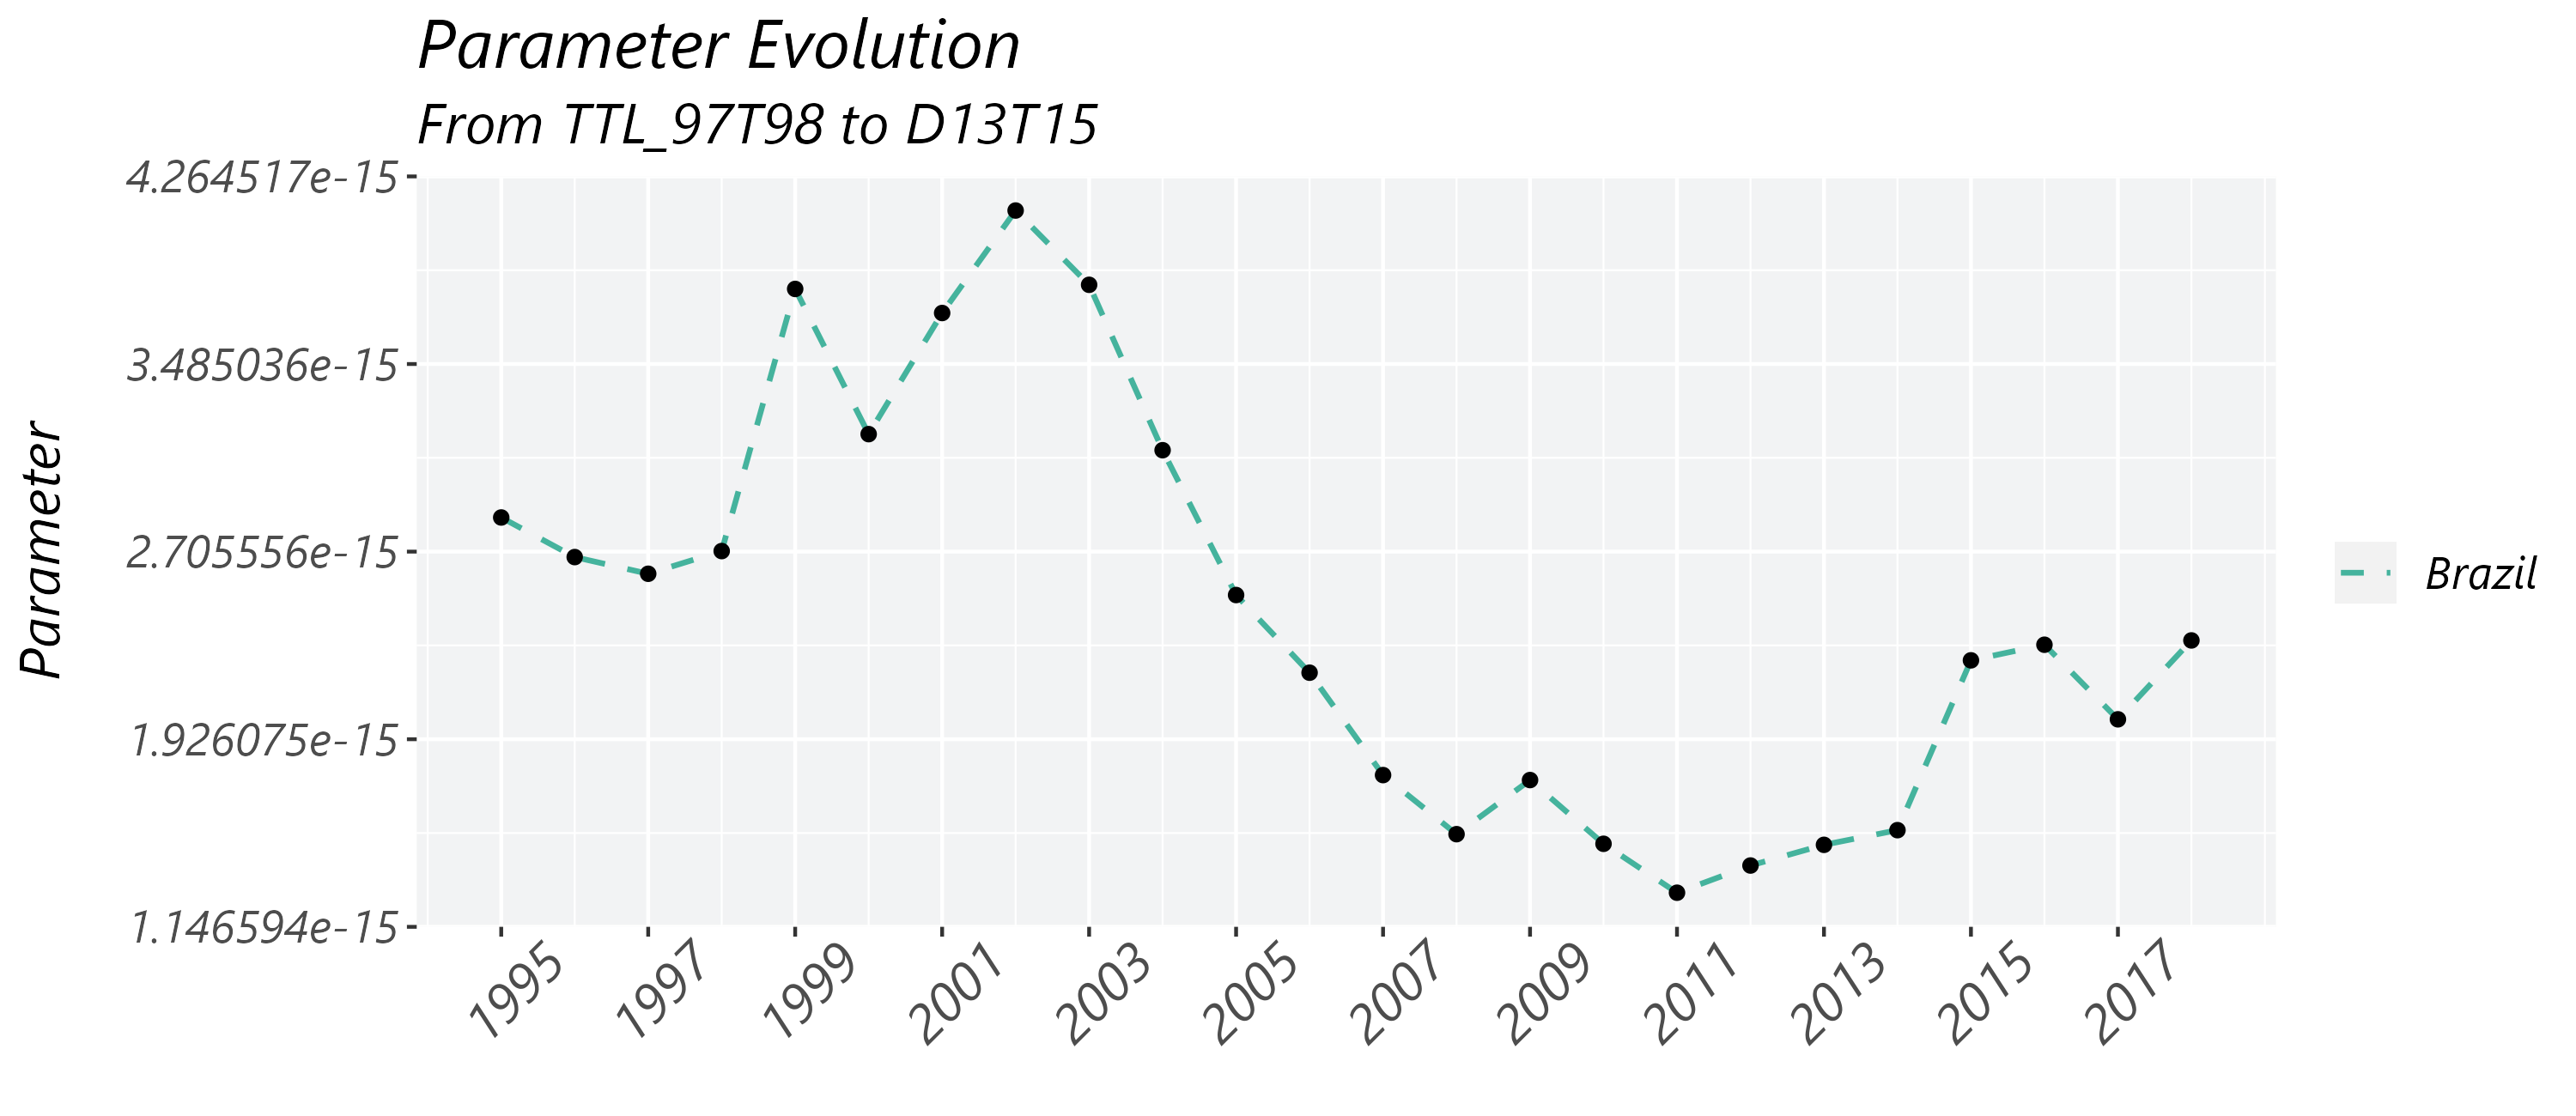 Parameter Evolution
From TTL_97T98 to D13T15
4.264517e-15
3.485036e-15
2.705556e-15
1.926075e-15
1.146594e-15
Parameter
1995
1997
1999
2001
2003
2005
2007
2009
2011
2013
2015
2017
Brazil